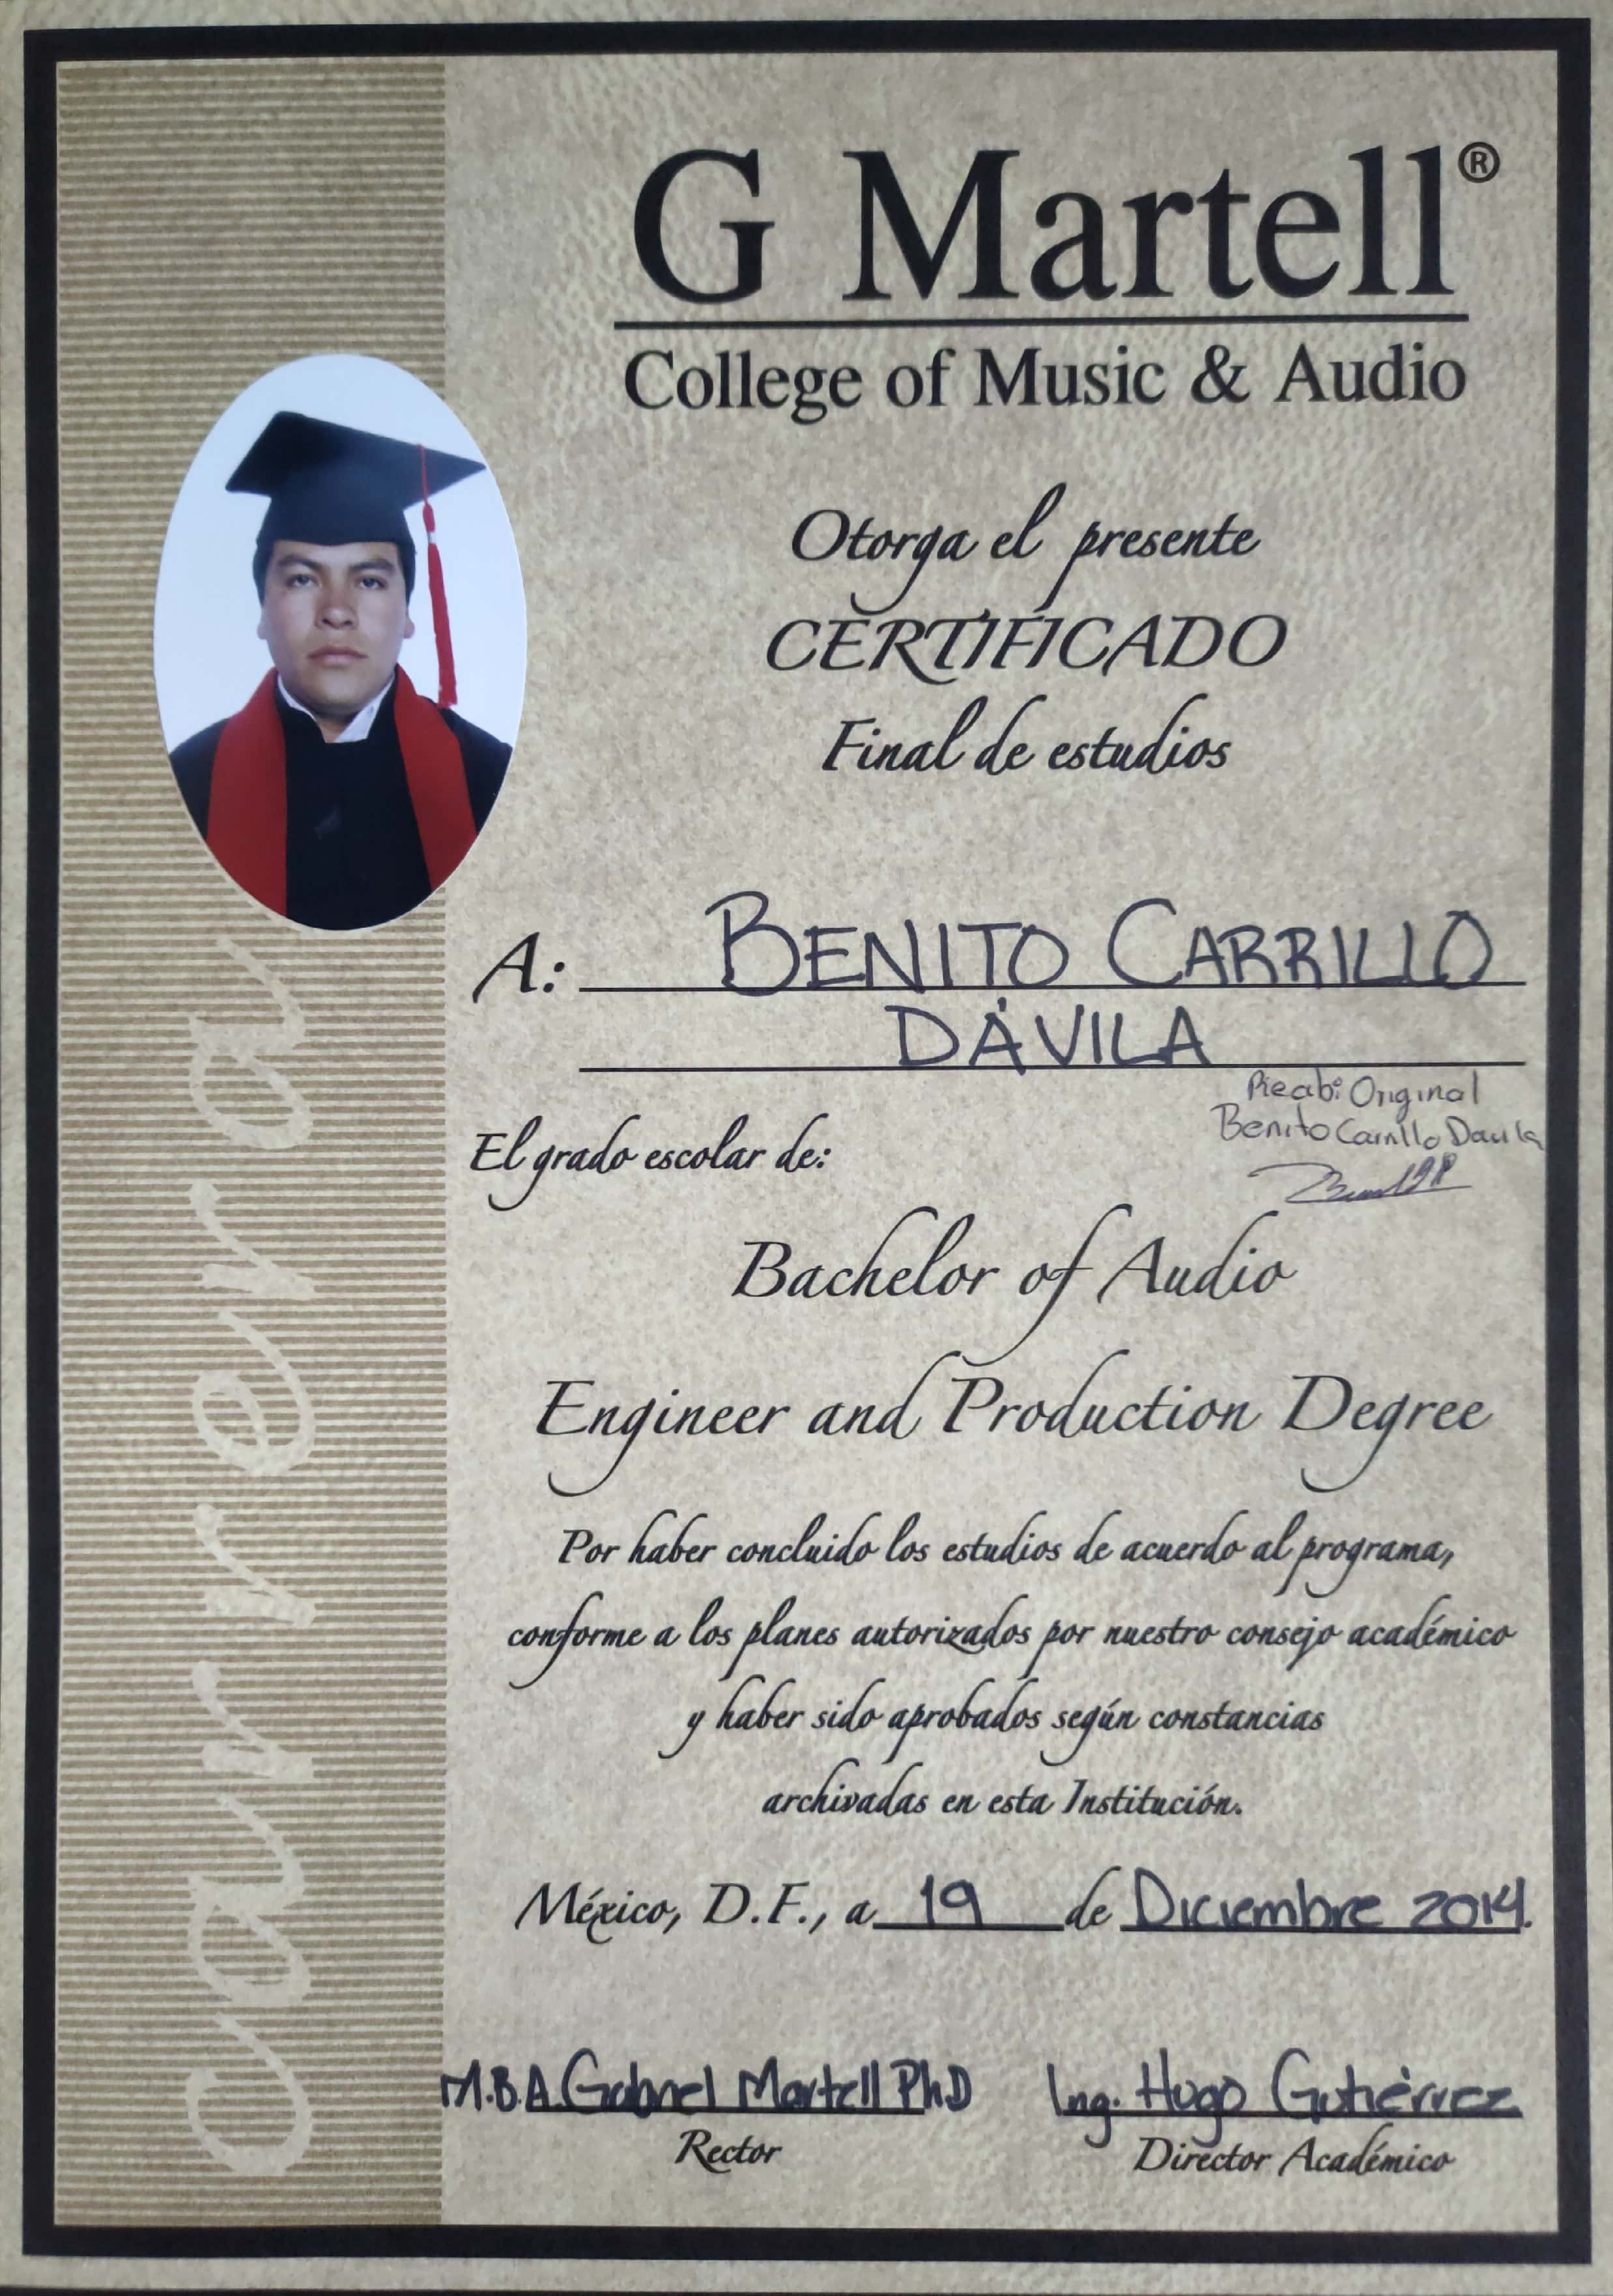 G Martell®
College of Music & Audio
Otorga el presente
CERTIFICADO
Final de estudios
A: BENITO CARRILLO
DÁVILA
Recibi Original
Benito Carrillo Davila
El grado escolar de:
Bachelor of Audio
Engineer and Production Degree
Por haber concluido los estudios de acuerdo al programa,
conforme a los planes autorizados por nuestro consejo académico
y haber sido aprobados según constancias
archivadas en esta Institución.
México, D.F., a 19 de Diciembre 2014.
M.B.A. Gabriel Martell PhD
Rector
Ing. Hugo Gutiérrez
Director Académico